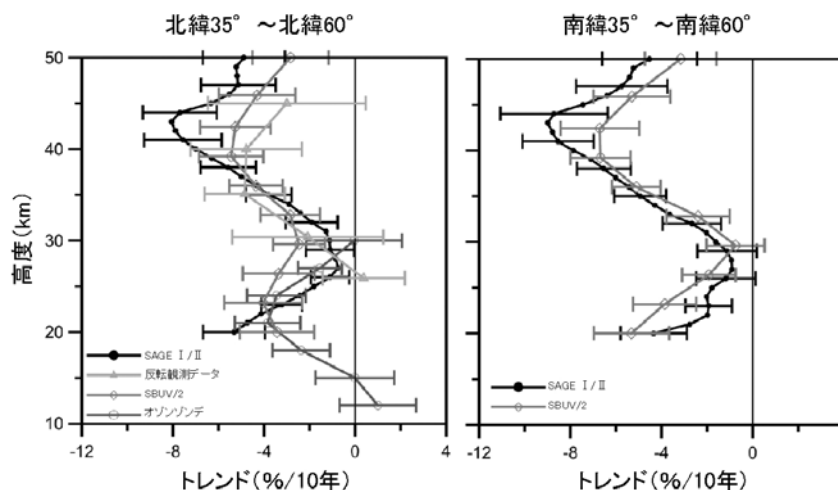 北緯35° ～北緯60°
南緯35° ～南緯60°
高度(km)
50
40
30
20
10
SAGE Ⅰ/Ⅱ
反転観測データ
SBUV/2
オゾンゾンデ
-12
-8
-4
0
トレンド(%/10年)
SAGE Ⅰ/Ⅱ
SBUV/2
-12
-8
-4
0
トレンド(%/10年)